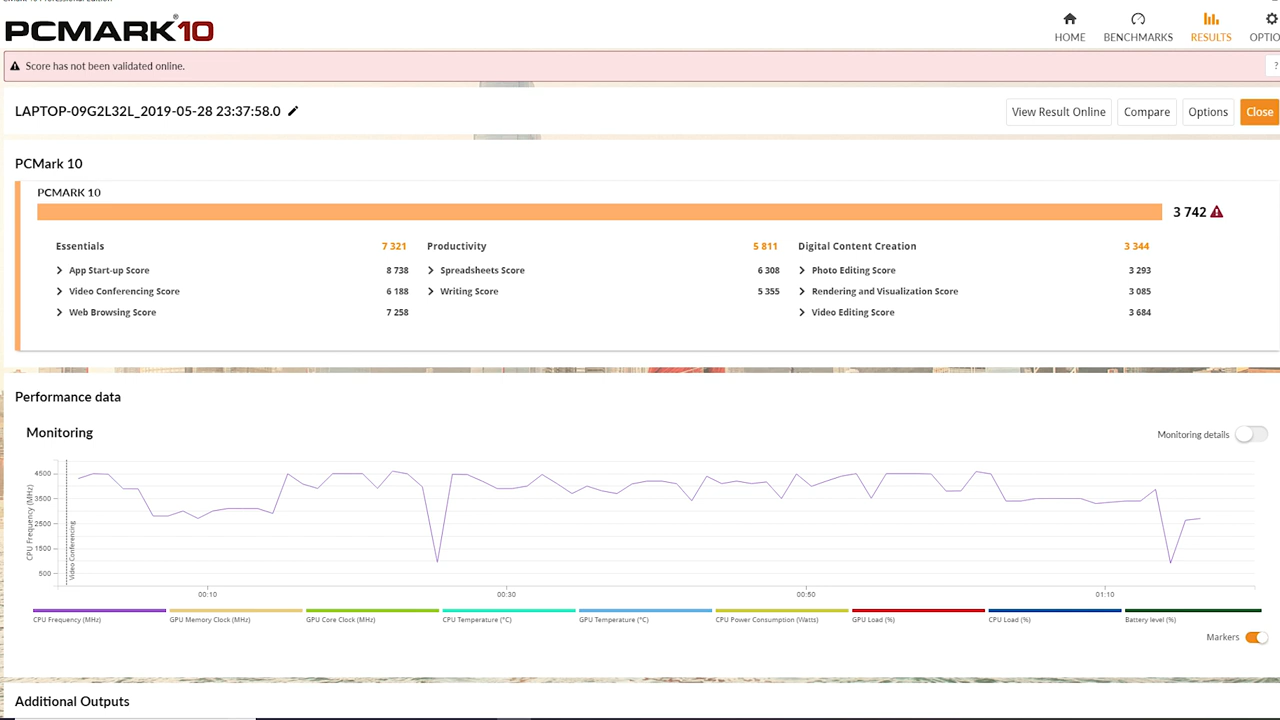 PCMARK®10
HOME BENCHMARKS RESULTS OPTIO
Score has not been validated online. ?
LAPTOP-09G2L32L_2019-05-28 23:37:58.0
View Result Online Compare Options Close
PCMark 10
PCMARK 10
3 742
Essentials 7 321
App Start-up Score 8 738
Video Conferencing Score 6 188
Web Browsing Score 7 258
Productivity 5 811
Spreadsheets Score 6 308
Writing Score 5 355
Digital Content Creation 3 344
Photo Editing Score 3 293
Rendering and Visualization Score 3 085
Video Editing Score 3 684
Performance data
Monitoring
Monitoring details
CPU Frequency (MHz)
4500
3500
2500
1500
500
Video Conferencing
00:10 00:30 00:50 01:10
CPU Frequency (MHz) GPU Memory Clock (MHz) GPU Core Clock (MHz) CPU Temperature (°C) GPU Temperature (°C) CPU Power Consumption (Watts) GPU Load (%) CPU Load (%) Battery level (%)
Markers
Additional Outputs